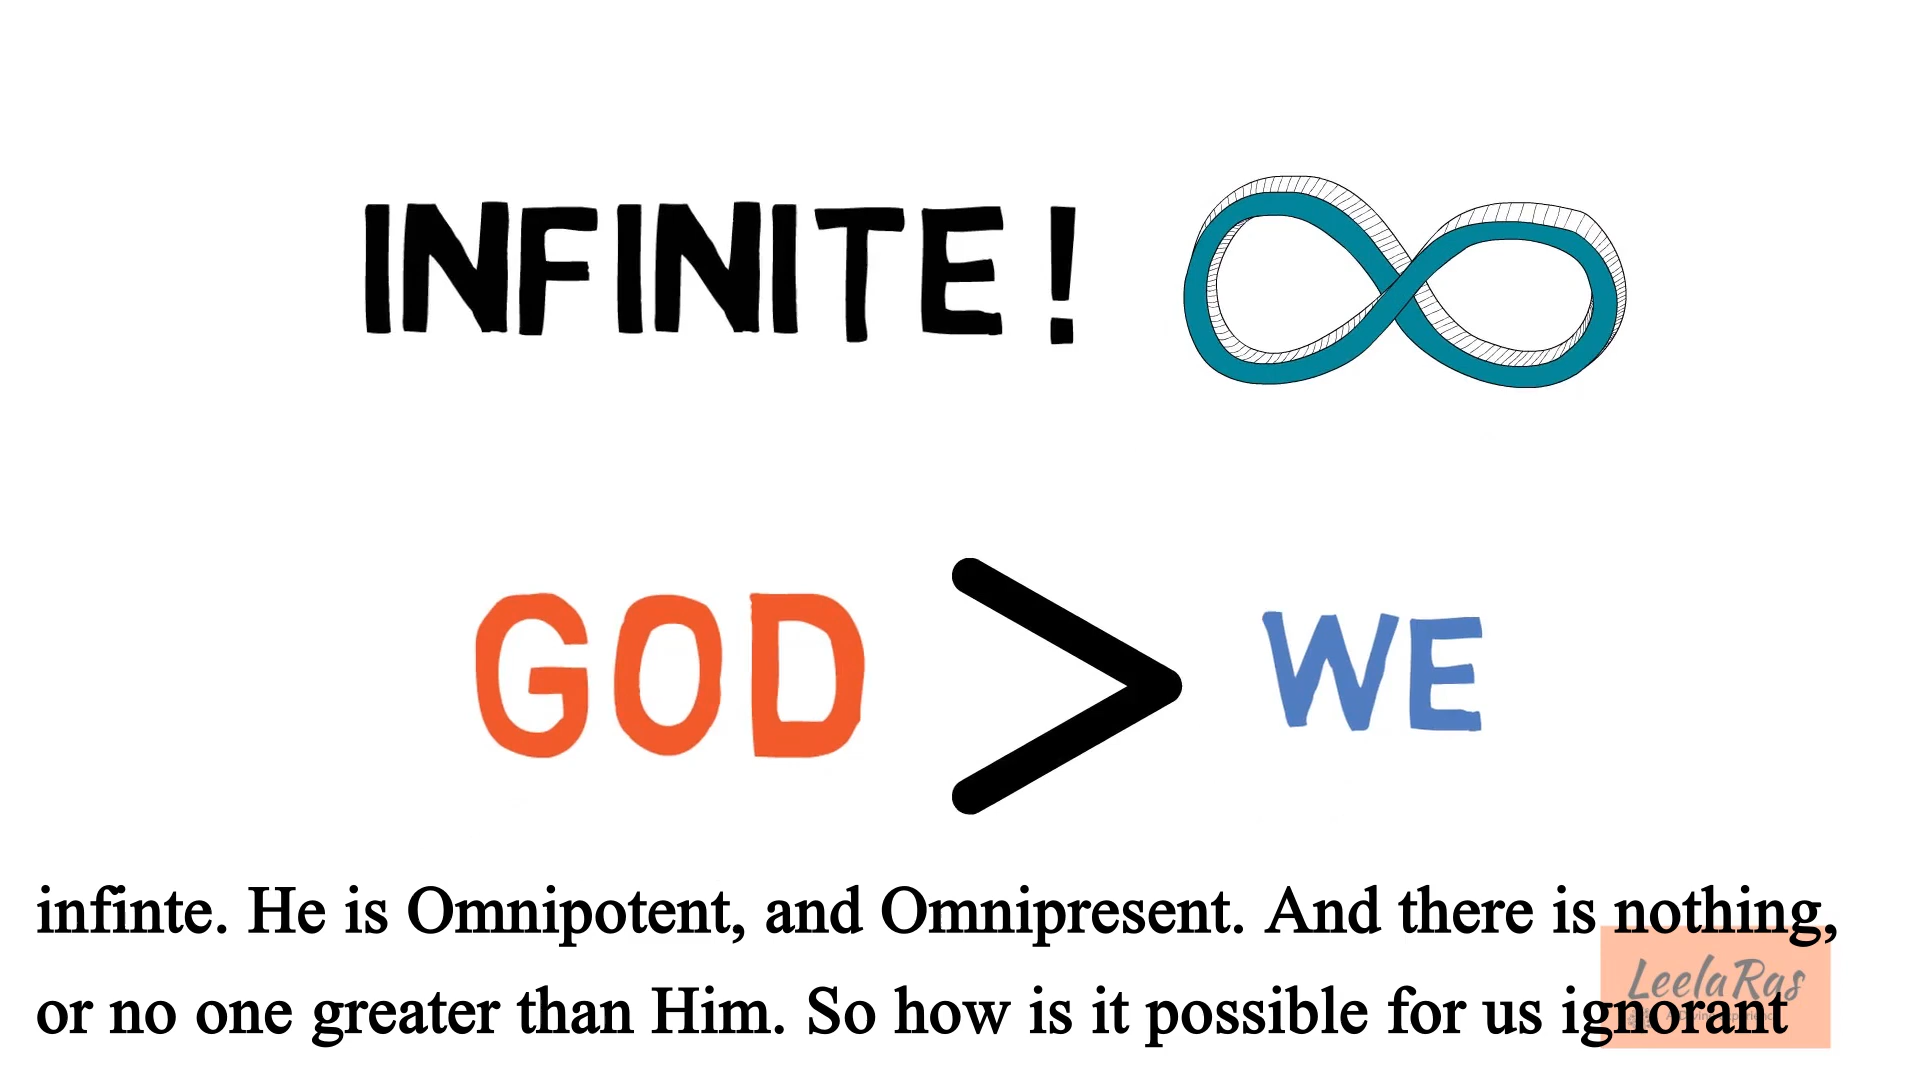 INFINITE!
GOD > WE
infinte. He is Omnipotent, and Omnipresent. And there is nothing,
or no one greater than Him. So how is it possible for us ignorant
LeelaRas